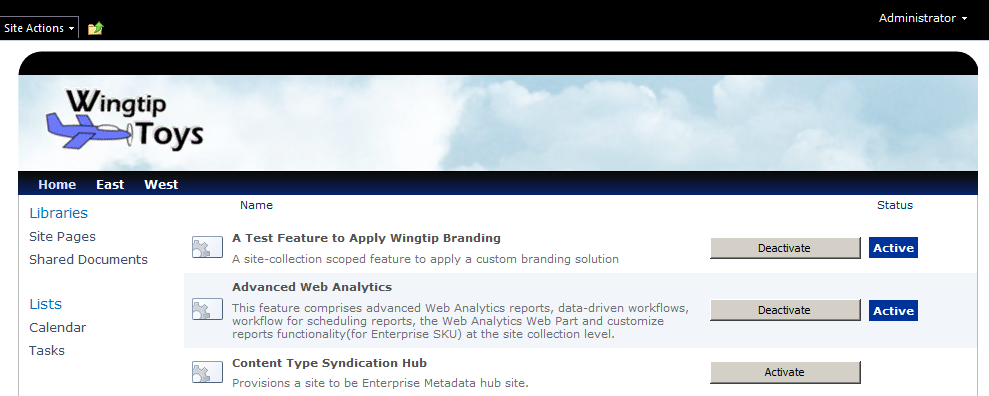 Site Actions
Administrator
Wingtip
Toys
Home East West
Libraries
Site Pages
Shared Documents
Lists
Calendar
Tasks
Name Status
A Test Feature to Apply Wingtip Branding
A site-collection scoped feature to apply a custom branding solution
Deactivate Active
Advanced Web Analytics
This feature comprises advanced Web Analytics reports, data-driven workflows,
workflow for scheduling reports, the Web Analytics Web Part and customize
reports functionality(for Enterprise SKU) at the site collection level.
Deactivate Active
Content Type Syndication Hub
Provisions a site to be Enterprise Metadata hub site.
Activate